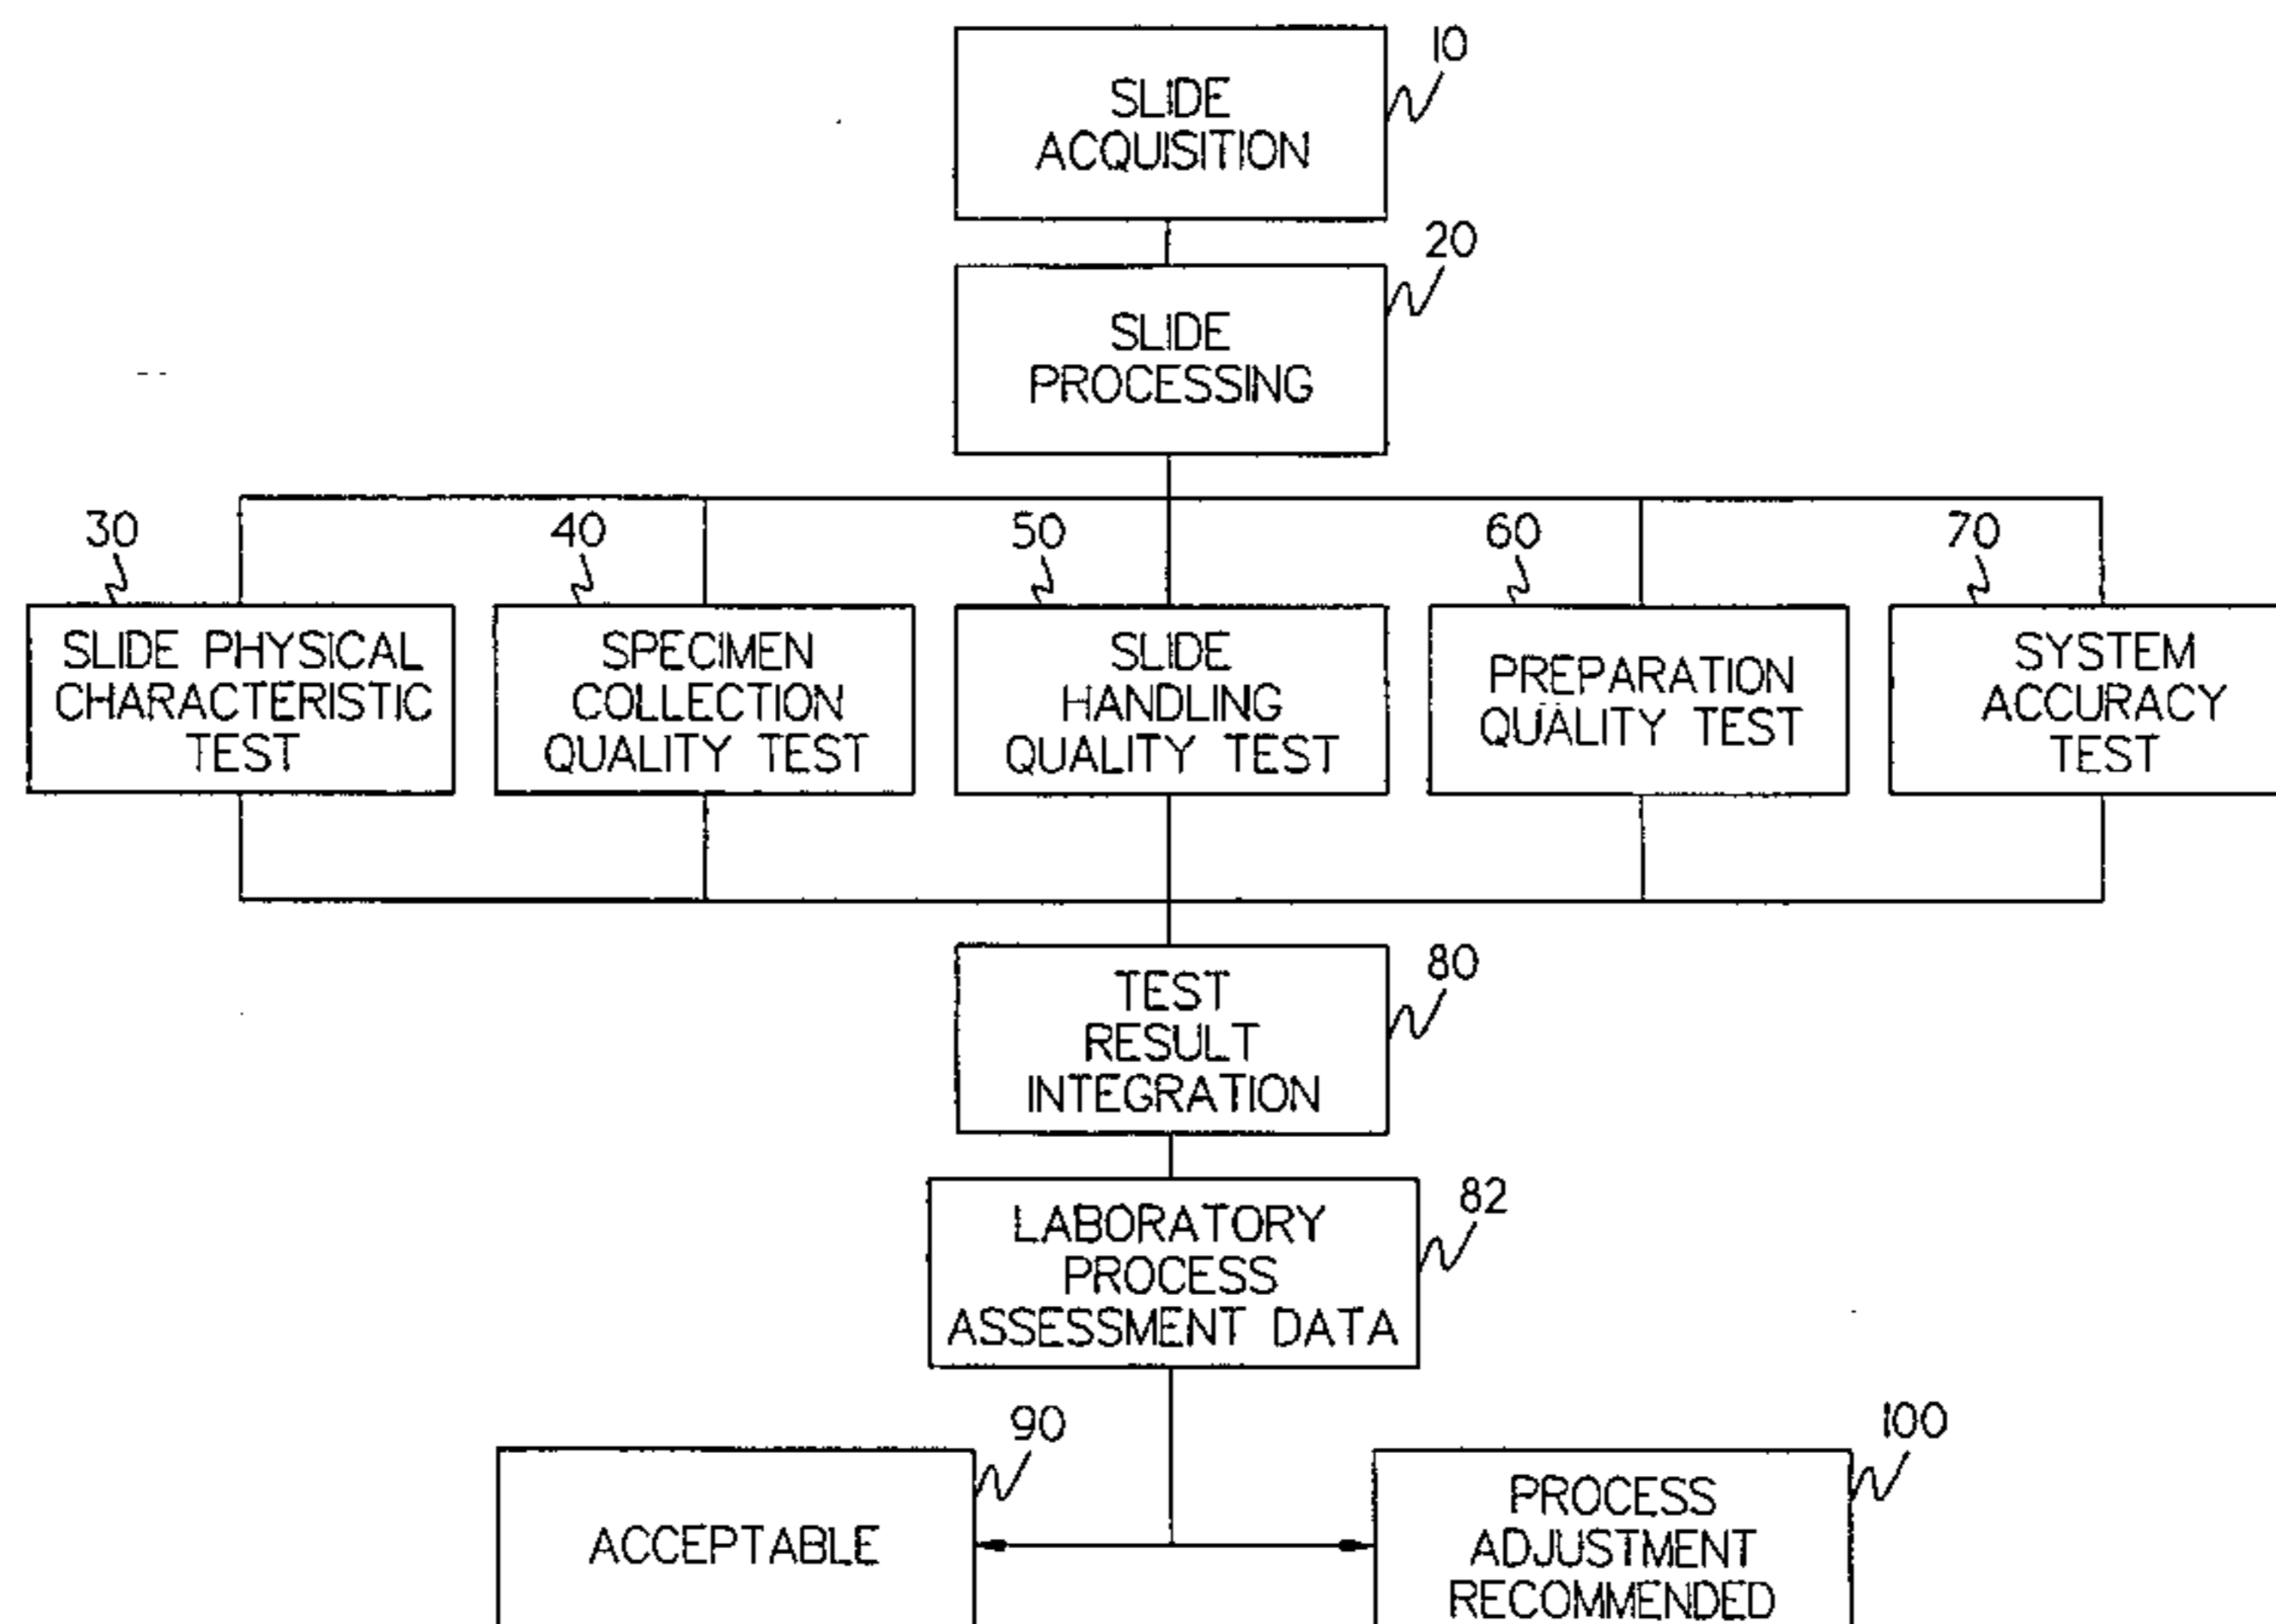 10
SLIDE
ACQUISITION
20
SLIDE
PROCESSING
30
SLIDE PHYSICAL
CHARACTERISTIC
TEST
40
SPECIMEN
COLLECTION
QUALITY TEST
50
SLIDE
HANDLING
QUALITY TEST
60
PREPARATION
QUALITY TEST
70
SYSTEM
ACCURACY
TEST
80
TEST
RESULT
INTEGRATION
82
LABORATORY
PROCESS
ASSESSMENT DATA
90
ACCEPTABLE
100
PROCESS
ADJUSTMENT
RECOMMENDED